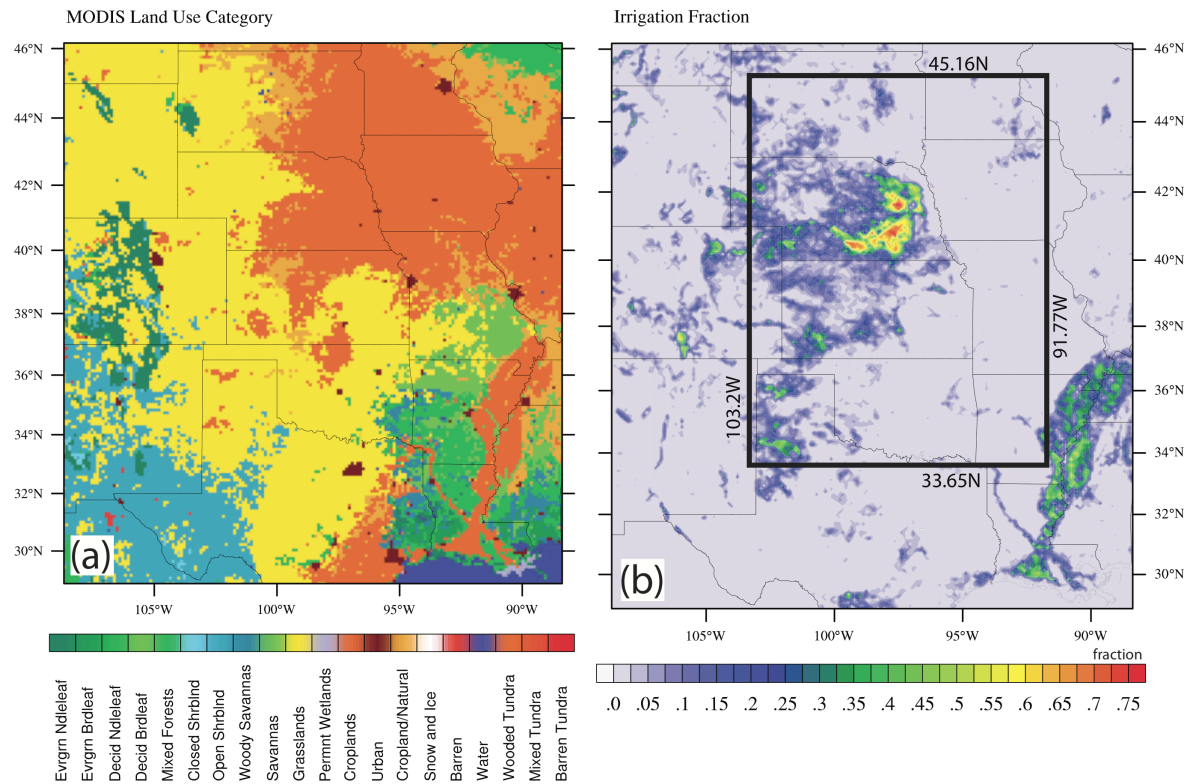 MODIS Land Use Category
46°N
44°N
42°N
40°N
38°N
36°N
34°N
32°N
30°N
(a)
105°W
100°W
95°W
90°W
Evrgrn Ndleleaf
Evrgrn Brdleaf
Decid Ndleleaf
Decid Brdleaf
Mixed Forests
Closed Shrblnd
Open Shrblnd
Woody Savannas
Savannas
Grasslands
Permnt Wetlands
Croplands
Urban
Cropland/Natural
Snow and Ice
Barren
Water
Wooded Tundra
Mixed Tundra
Barren Tundra
Irrigation Fraction
45.16N
103.2W
91.77W
33.65N
46°N
44°N
42°N
40°N
38°N
36°N
34°N
32°N
30°N
(b)
105°W
100°W
95°W
90°W
fraction
.0 .05 .1 .15 .2 .25 .3 .35 .4 .45 .5 .55 .6 .65 .7 .75